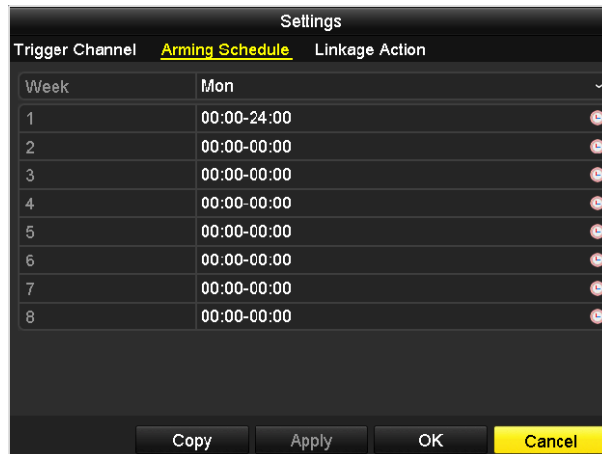 Settings
Trigger Channel Arming Schedule Linkage Action
Week Mon
1 00:00-24:00
2 00:00-00:00
3 00:00-00:00
4 00:00-00:00
5 00:00-00:00
6 00:00-00:00
7 00:00-00:00
8 00:00-00:00
Copy Apply OK Cancel